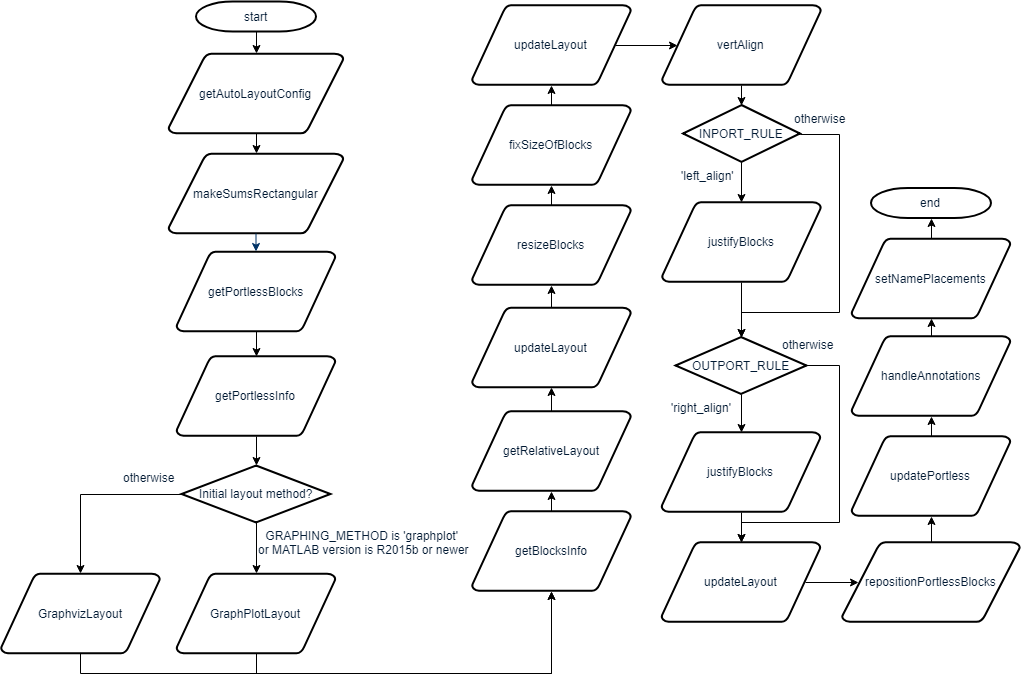 start
getAutoLayoutConfig
makeSumsRectangular
getPortlessBlocks
getPortlessInfo
Initial layout method?
otherwise
GRAPHING_METHOD is 'graphplot'
or MATLAB version is R2015b or newer
GraphvizLayout
GraphPlotLayout
getBlocksInfo
getRelativeLayout
updateLayout
resizeBlocks
fixSizeOfBlocks
updateLayout
vertAlign
INPORT_RULE
otherwise
'left_align'
justifyBlocks
OUTPORT_RULE
otherwise
'right_align'
justifyBlocks
updateLayout
repositionPortlessBlocks
updatePortless
handleAnnotations
setNamePlacements
end